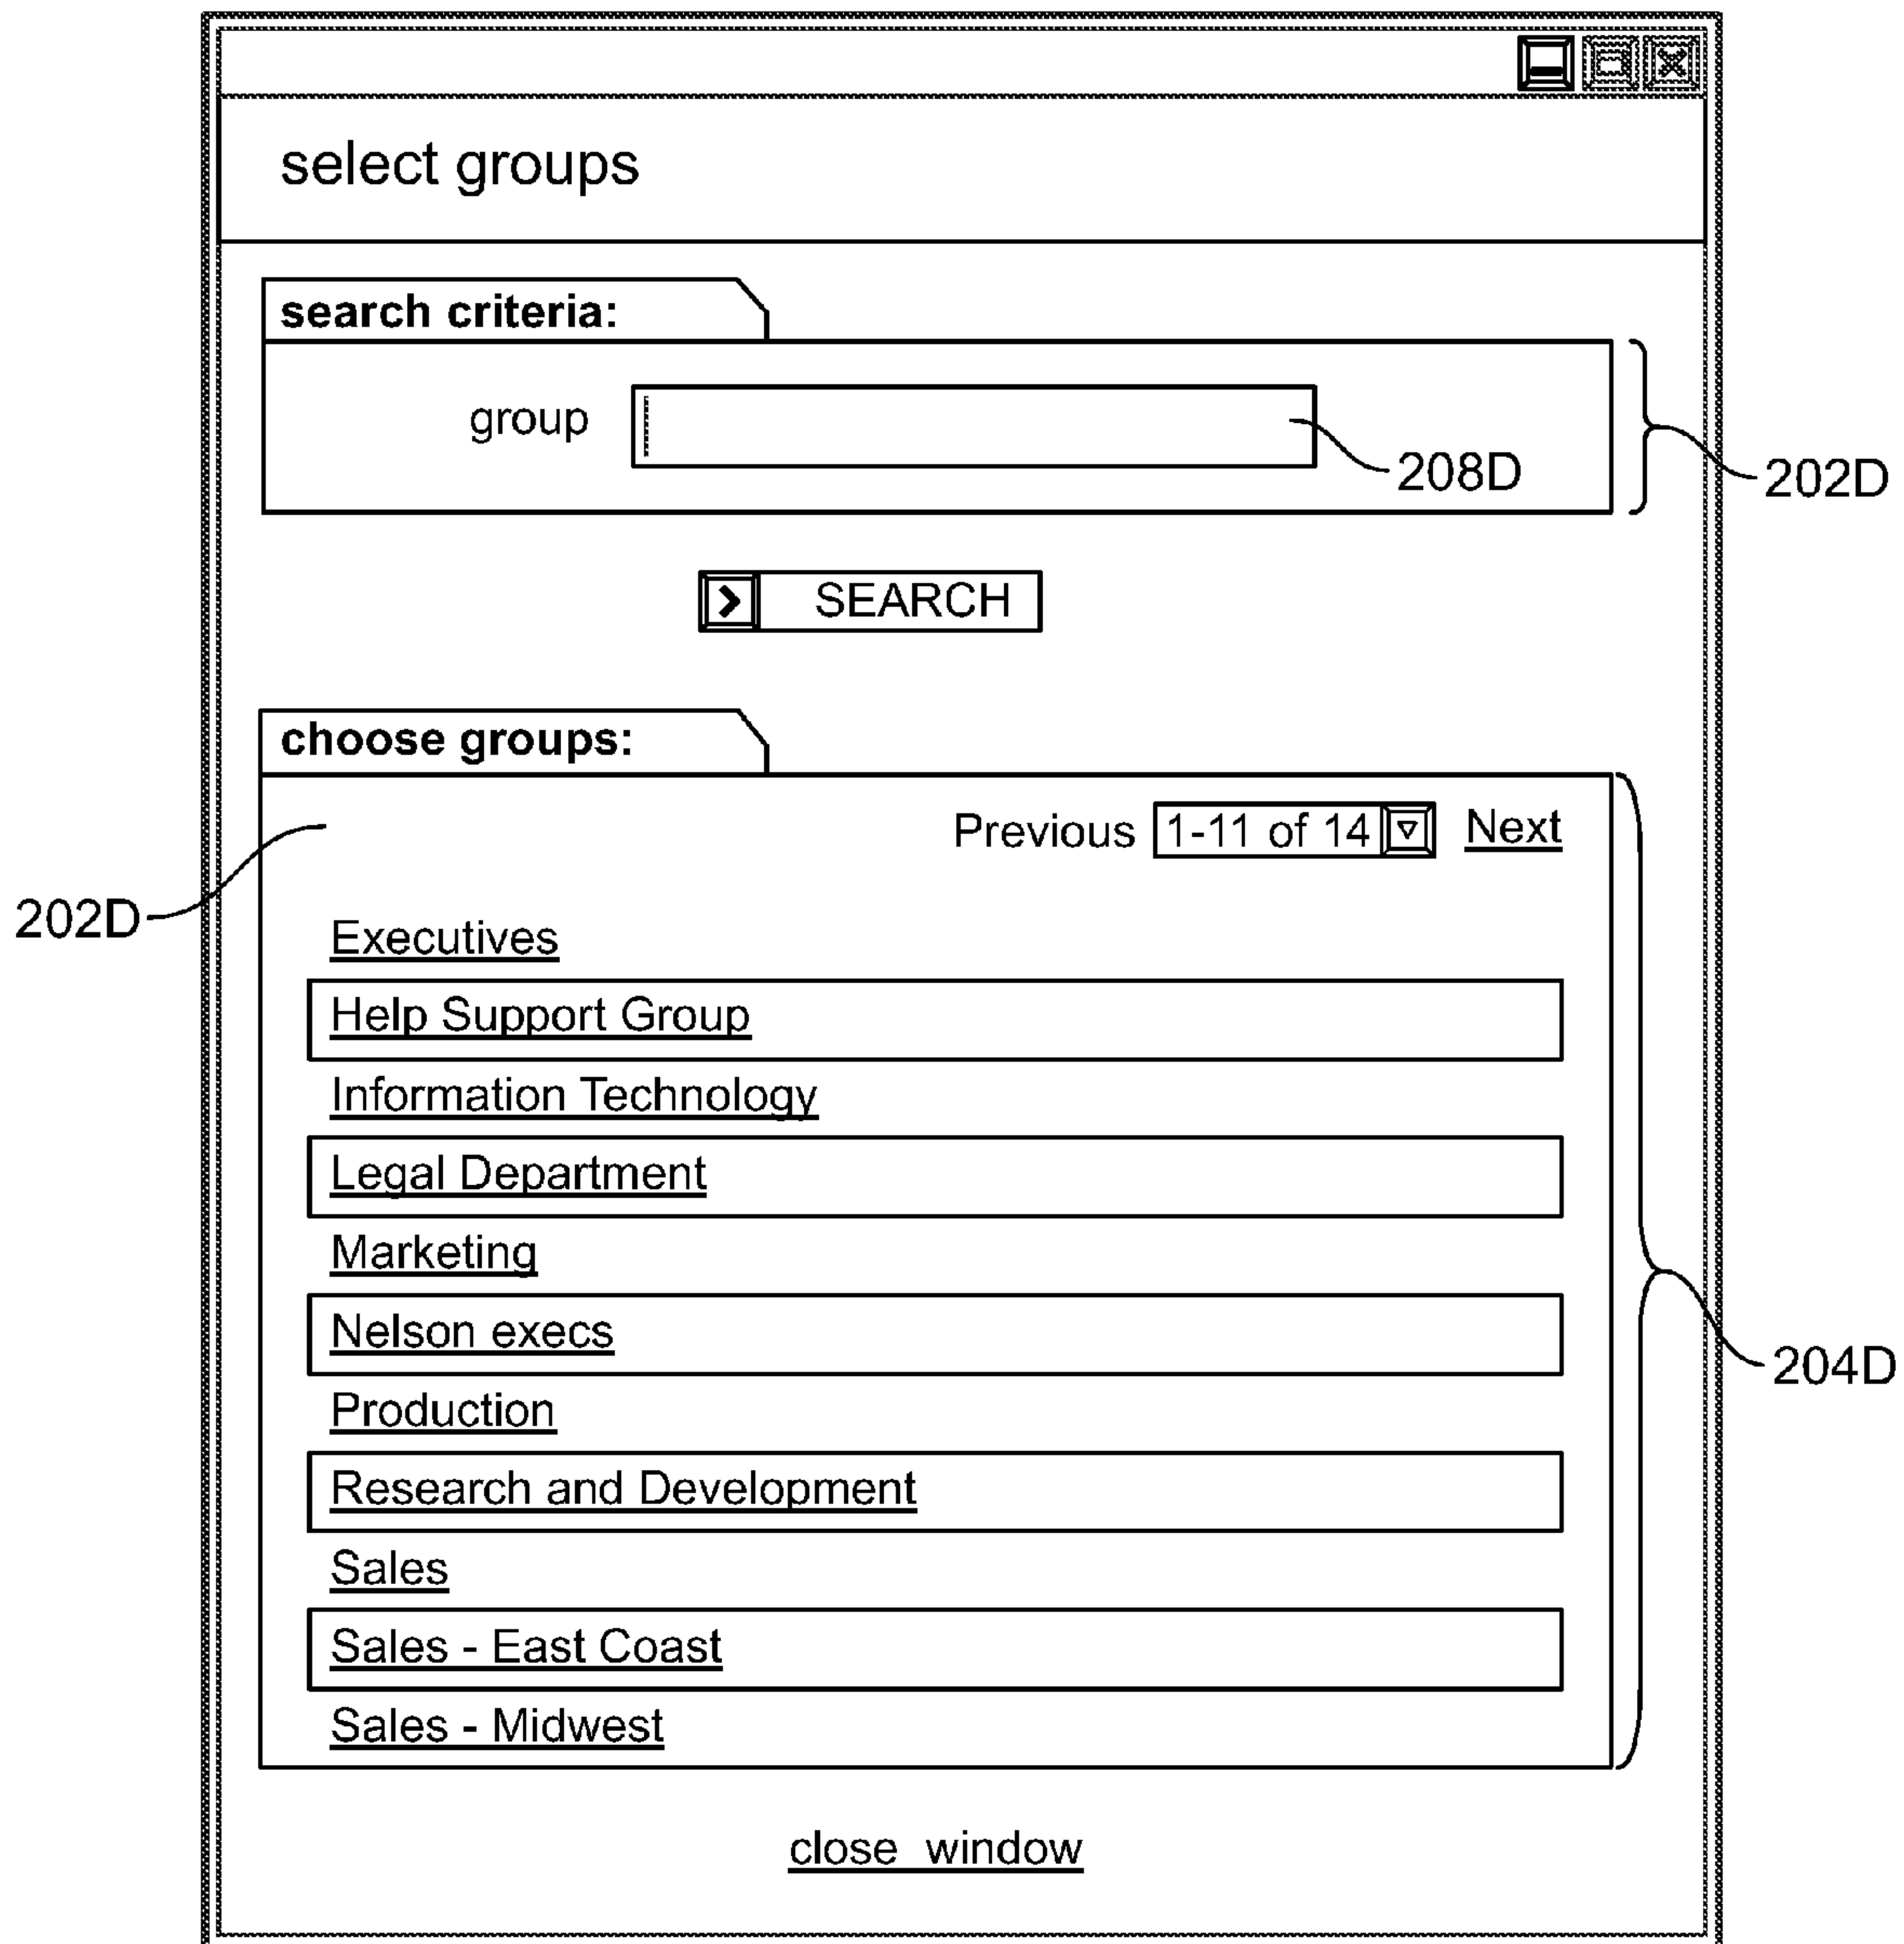 select groups
search criteria:
group
208D
202D
SEARCH
choose groups:
Previous 1-11 of 14 Next
202D
Executives
Help Support Group
Information Technology
Legal Department
Marketing
Nelson execs
204D
Production
Research and Development
Sales
Sales - East Coast
Sales - Midwest
close window